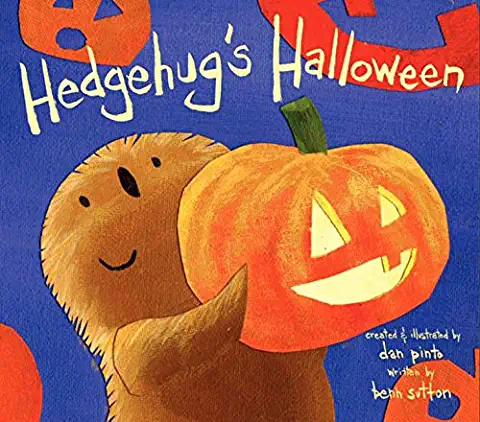 Hedgehug's Halloween
created & illustrated by
dan pinto
written by
benn sutton